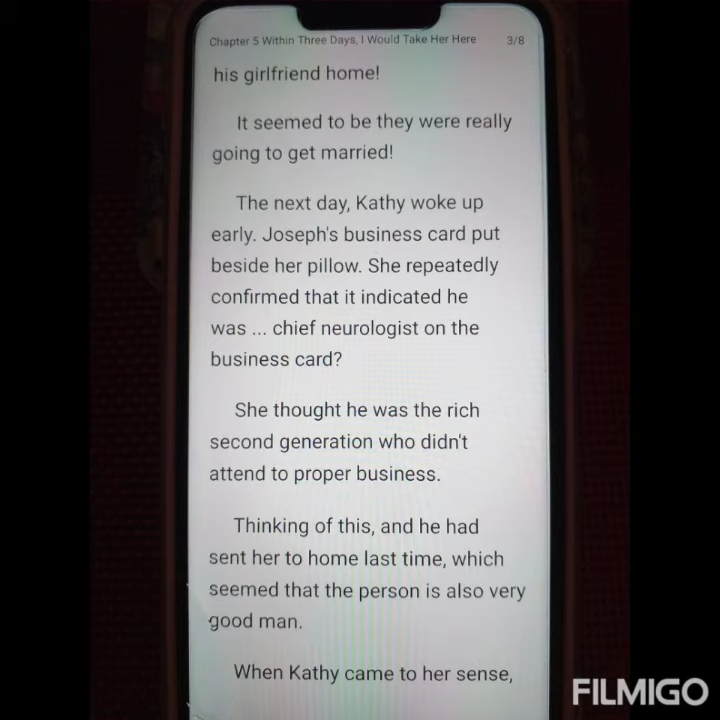 Chapter 5 Within Three Days, I Would Take Her Here 3/8
his girlfriend home!
It seemed to be they were really
going to get married!
The next day, Kathy woke up
early. Joseph's business card put
beside her pillow. She repeatedly
confirmed that it indicated he
was ... chief neurologist on the
business card?
She thought he was the rich
second generation who didn't
attend to proper business.
Thinking of this, and he had
sent her to home last time, which
seemed that the person is also very
good man.
When Kathy came to her sense,
FILMIGO